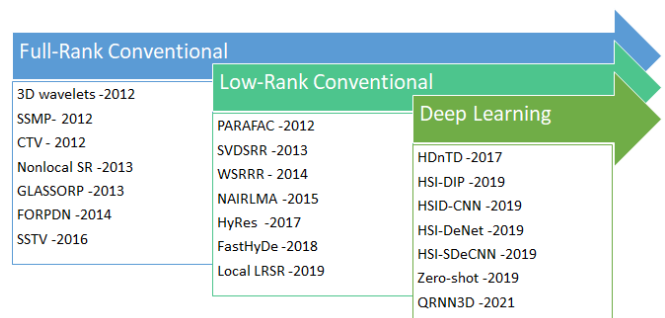 Full-Rank Conventional
3D wavelets -2012
SSMP- 2012
CTV - 2012
Nonlocal SR -2013
GLASSORP -2013
FORPDN -2014
SSTV -2016
Low-Rank Conventional
PARAFAC -2012
SVDSRR -2013
WSRRR - 2014
NAIRLMA -2015
HyRes -2017
FastHyDe -2018
Local LRSR -2019
Deep Learning
HDnTD -2017
HSI-DIP -2019
HSID-CNN -2019
HSI-DeNet -2019
HSI-SDeCNN -2019
Zero-shot -2019
QRNN3D -2021